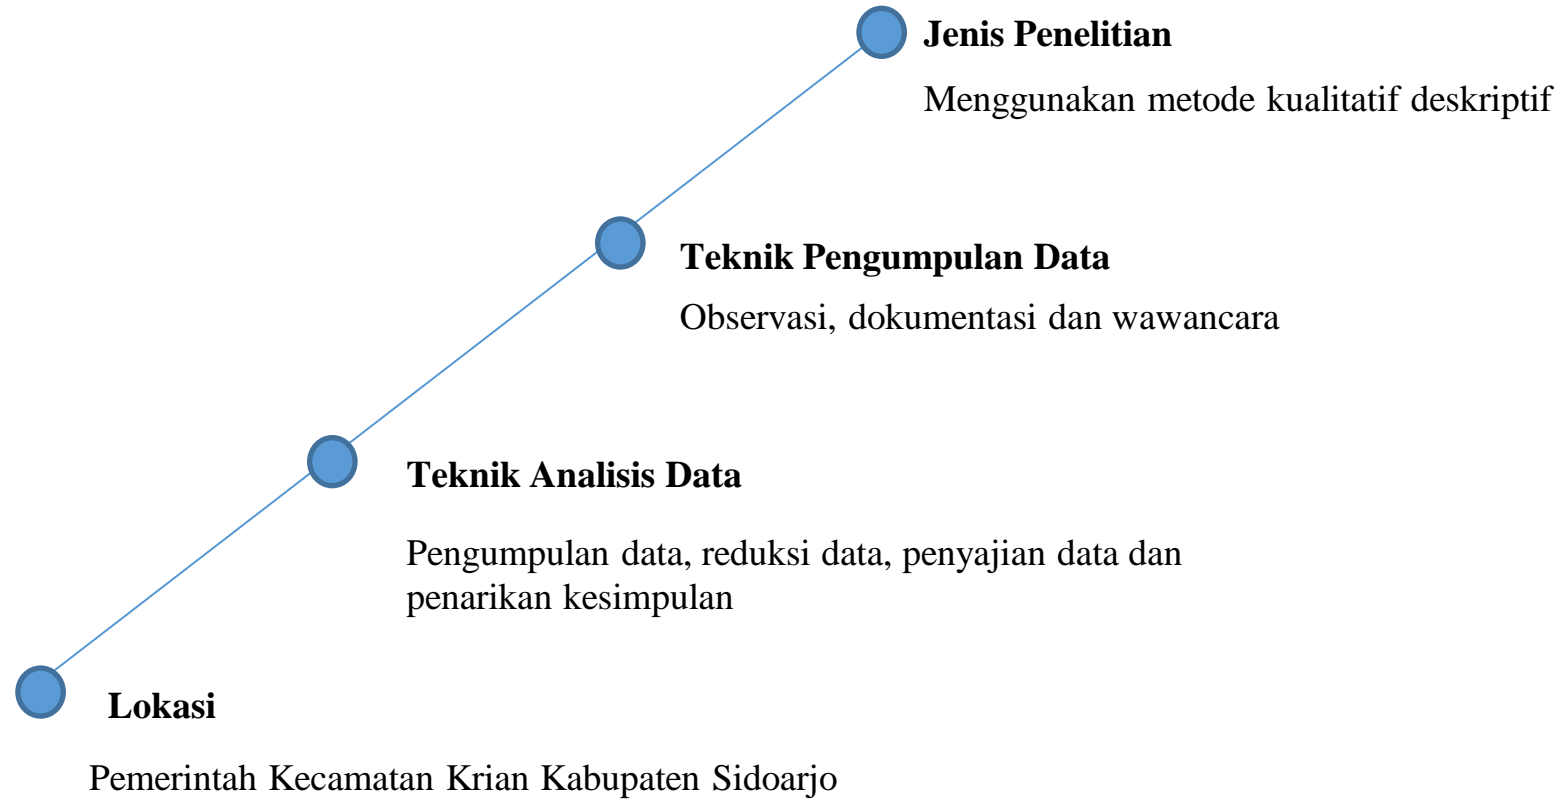 Jenis Penelitian
Menggunakan metode kualitatif deskriptif
Teknik Pengumpulan Data
Observasi, dokumentasi dan wawancara
Teknik Analisis Data
Pengumpulan data, reduksi data, penyajian data dan
penarikan kesimpulan
Lokasi
Pemerintah Kecamatan Krian Kabupaten Sidoarjo